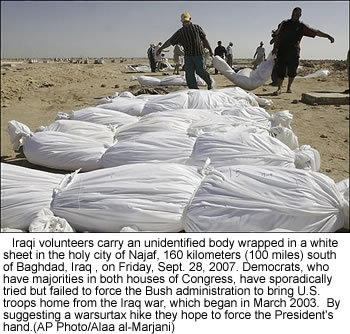 Iraqi volunteers carry an unidentified body wrapped in a white
sheet in the holy city of Najaf, 160 kilometers (100 miles) south
of Baghdad, Iraq , on Friday, Sept. 28, 2007. Democrats, who
have majorities in both houses of Congress, have sporadically
tried but failed to force the Bush administration to bring U.S.
troops home from the Iraq war, which began in March 2003.  By
suggesting a warsurtax hike they hope to force the President's
hand.(AP Photo/Alaa al-Marjani)